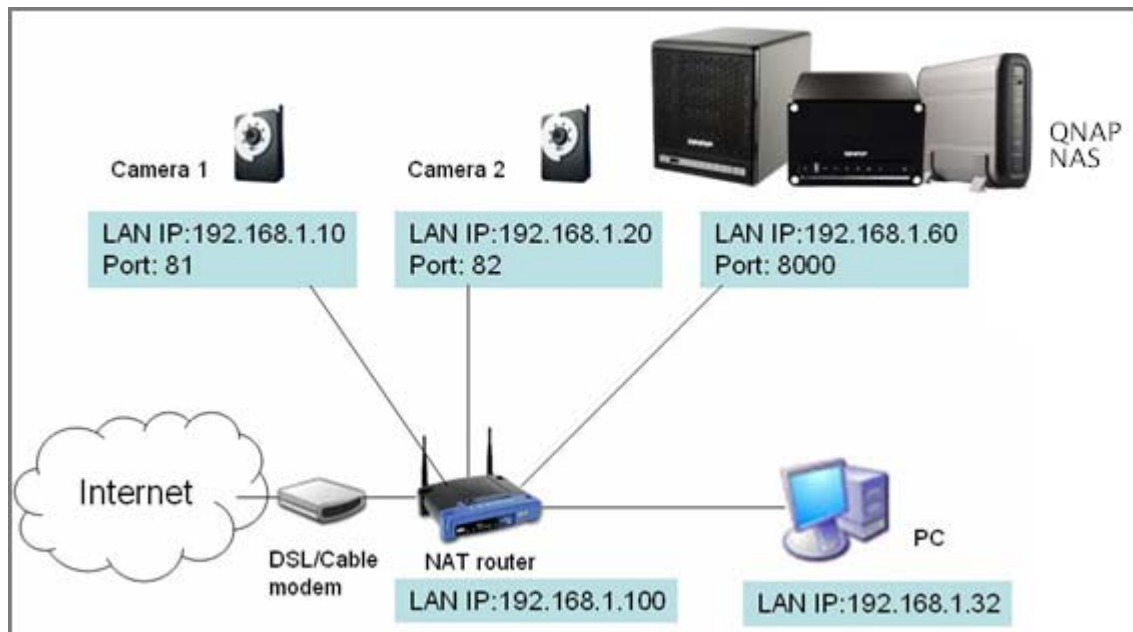 Camera 1
Camera 2
QNAP
NAS
LAN IP:192.168.1.10
Port: 81
LAN IP:192.168.1.20
Port: 82
LAN IP:192.168.1.60
Port: 8000
Internet
DSL/Cable
modem
NAT router
LAN IP:192.168.1.100
PC
LAN IP:192.168.1.32